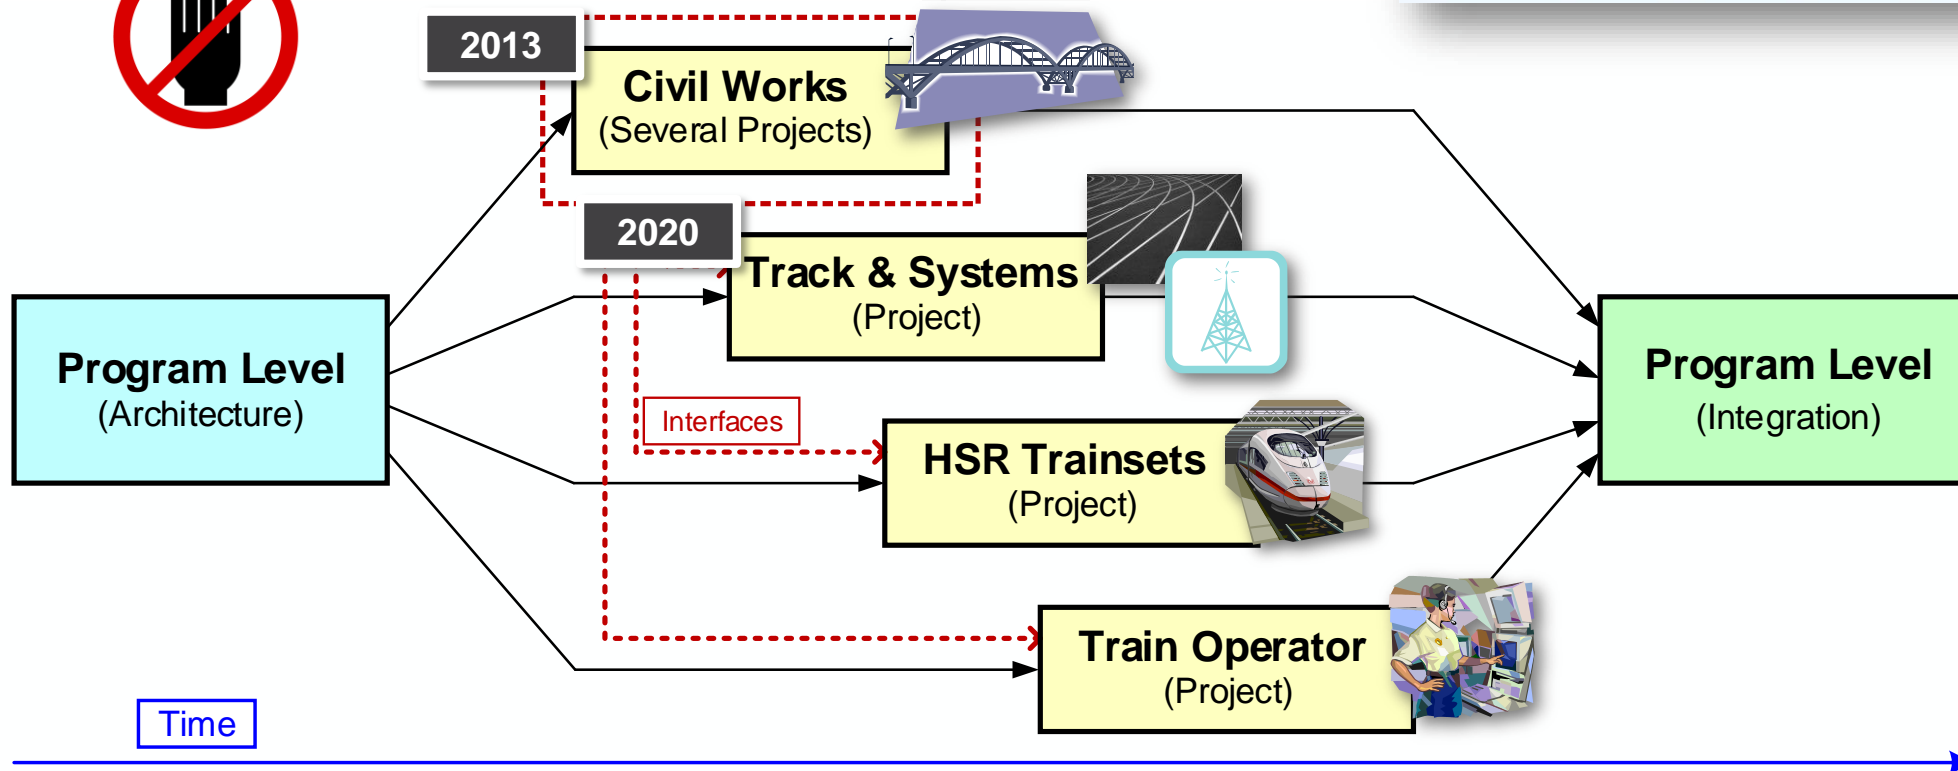 2013
Civil Works
(Several Projects)
2020
Track & Systems
(Project)
Program Level
(Architecture)
Program Level
(Integration)
Interfaces
HSR Trainsets
(Project)
Train Operator
(Project)
Time